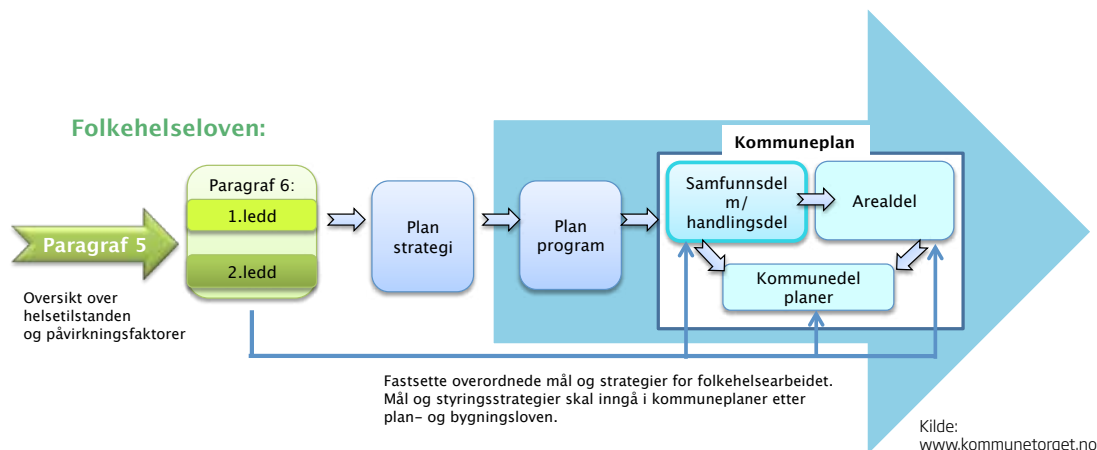 Folkehelseloven:
Kommuneplan
Paragraf 6:
1.ledd
2.ledd
Paragraf 5
Oversikt over
helsetilstanden
og påvirkningsfaktorer
Plan
strategi
Plan
program
Samfunnsdel
m/
handlingsdel
Arealdel
Kommunedel
planer
Fastsette overordnede mål og strategier for folkehelsearbeidet.
Mål og styringsstrategier skal inngå i kommuneplaner etter
plan- og bygningsloven.
Kilde:
www.kommunetorget.no